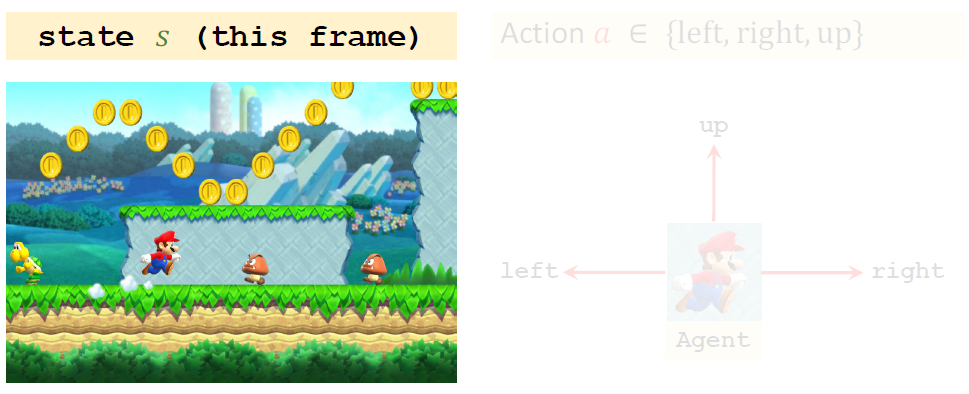 state s (this frame)
Action a ∈ {left, right, up}
up
left
right
Agent